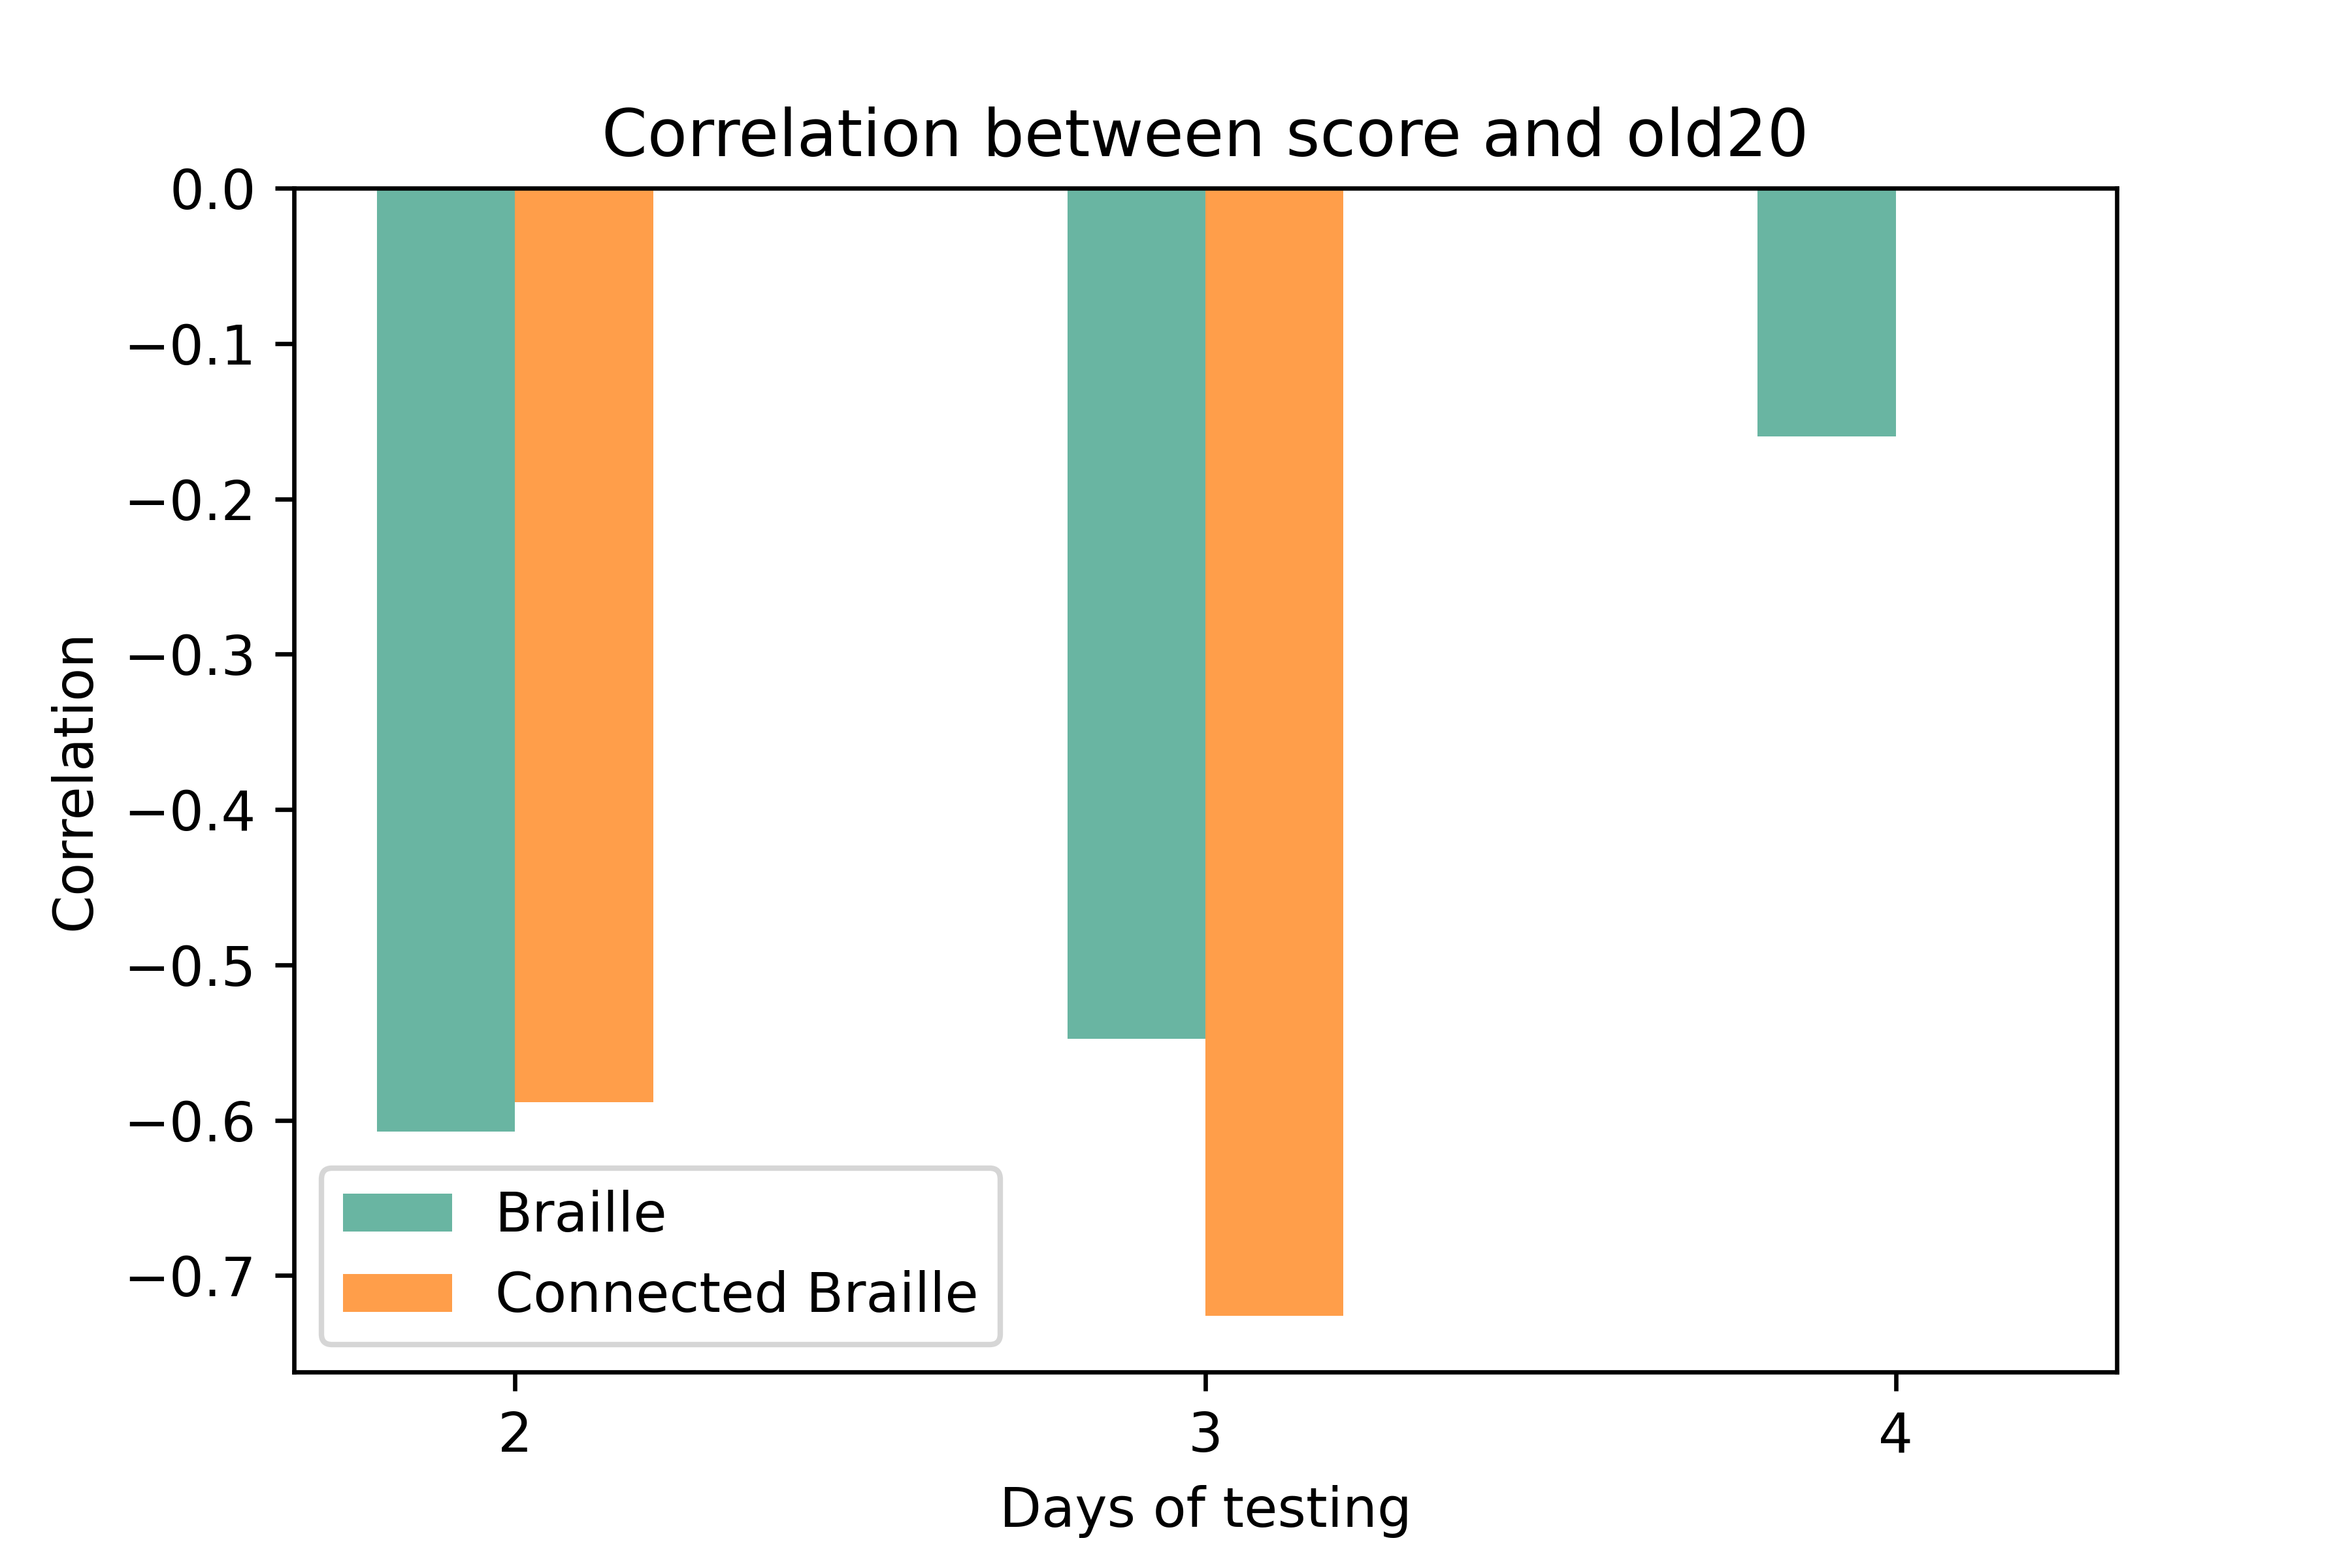 Correlation between score and old20
0.0
−0.1
−0.2
−0.3
−0.4
−0.5
−0.6
−0.7
Correlation
Braille
Connected Braille
2 3 4
Days of testing